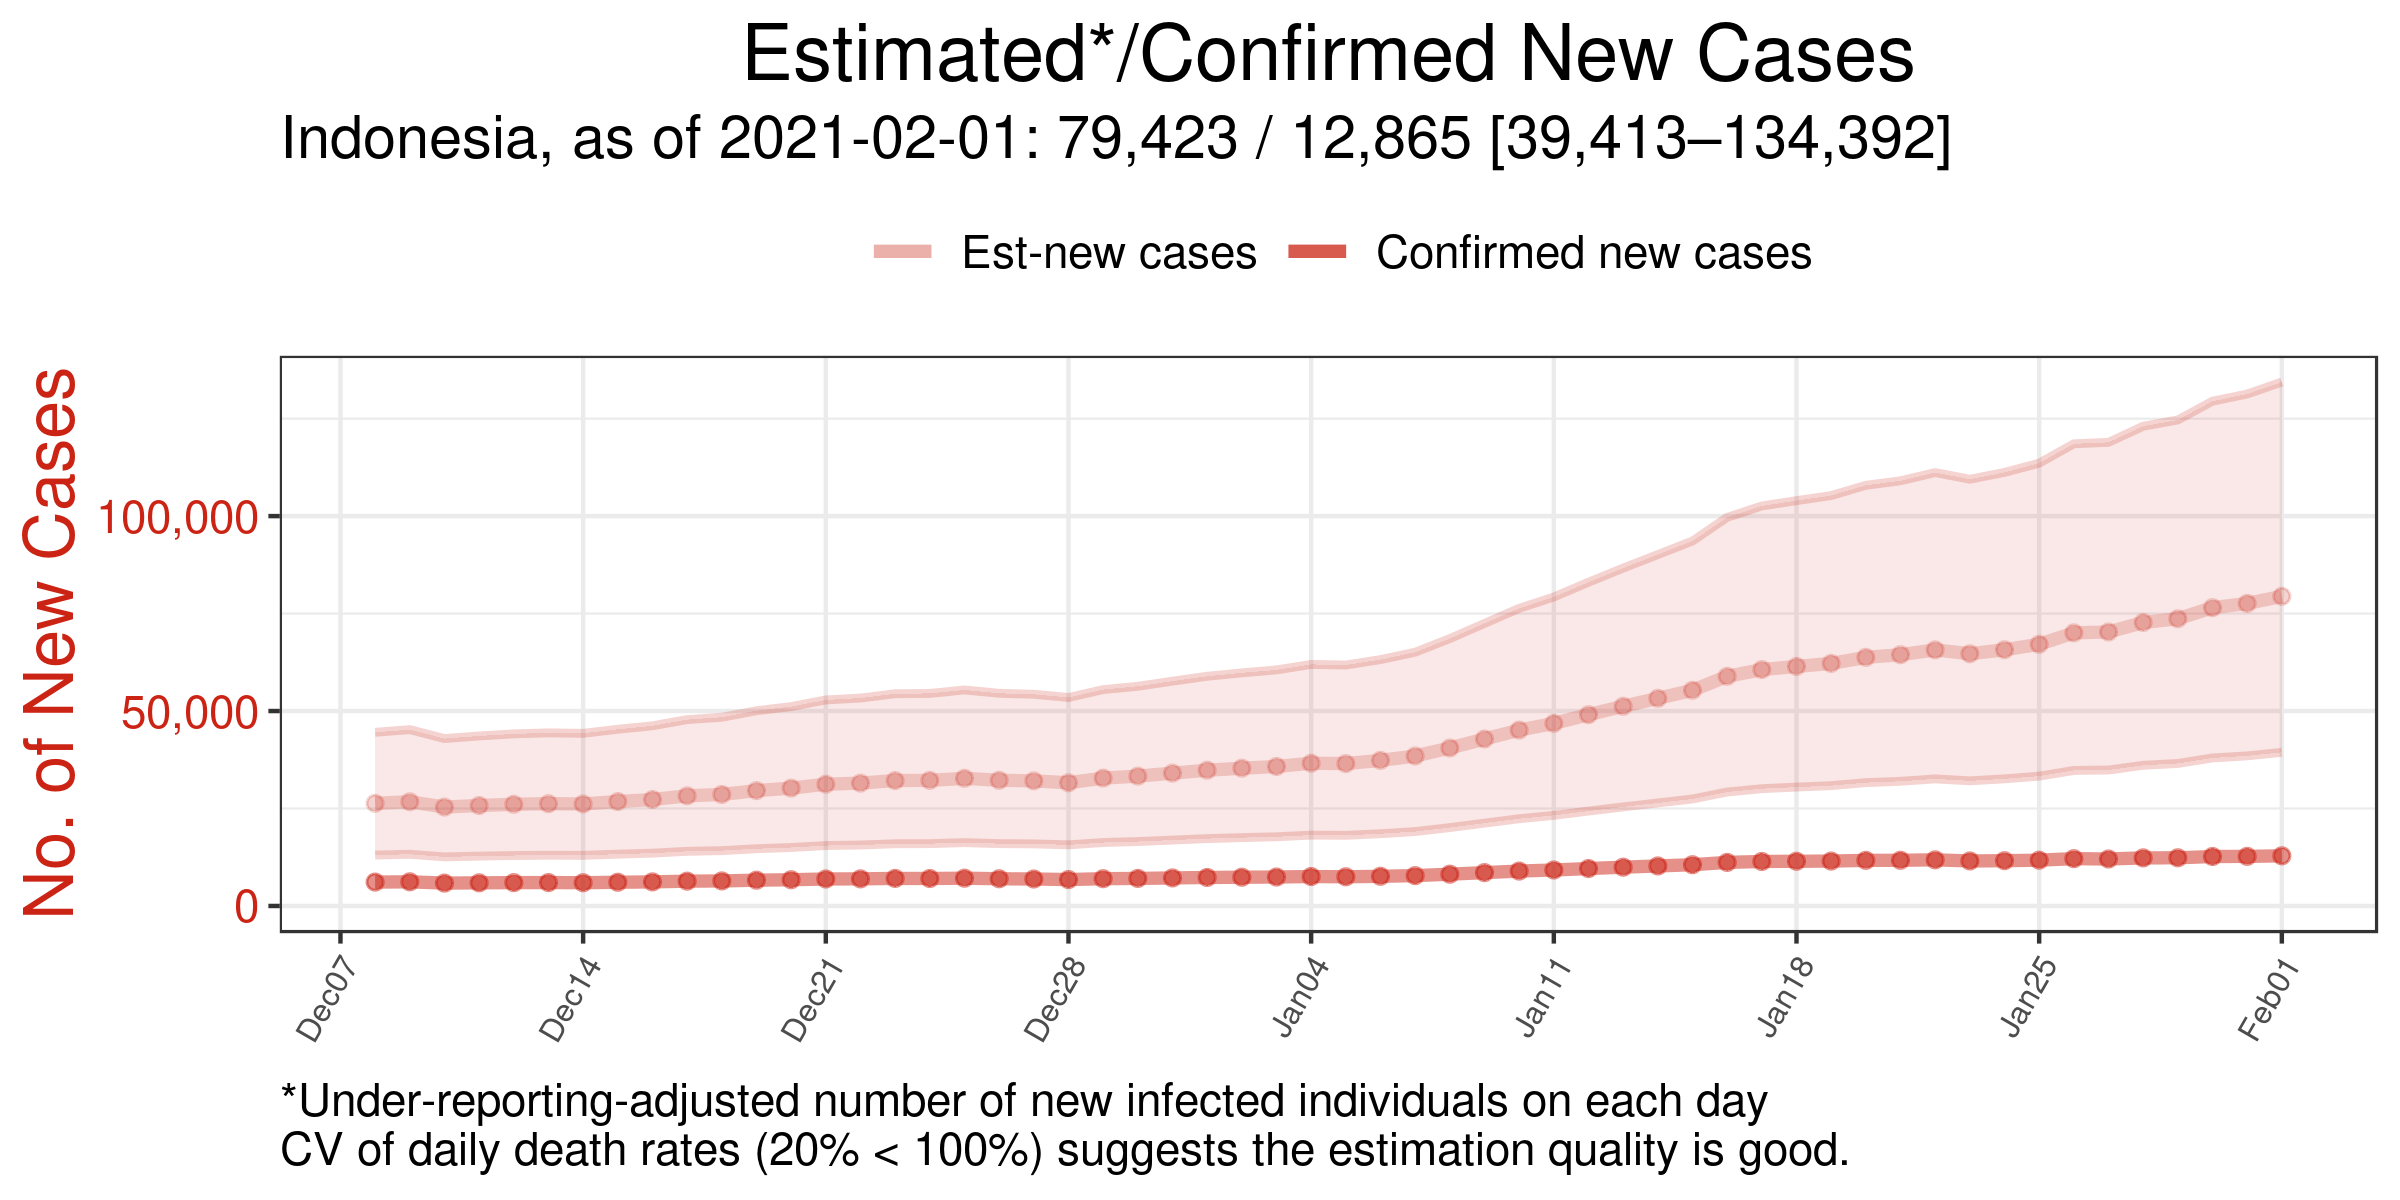 Estimated*/Confirmed New Cases
Indonesia, as of 2021-02-01: 79,423 / 12,865 [39,413–134,392]
Est-new cases
Confirmed new cases
No. of New Cases
100,000
50,000
0
Dec07
Dec14
Dec21
Dec28
Jan04
Jan11
Jan18
Jan25
Feb01
*Under-reporting-adjusted number of new infected individuals on each day
CV of daily death rates (20% < 100%) suggests the estimation quality is good.